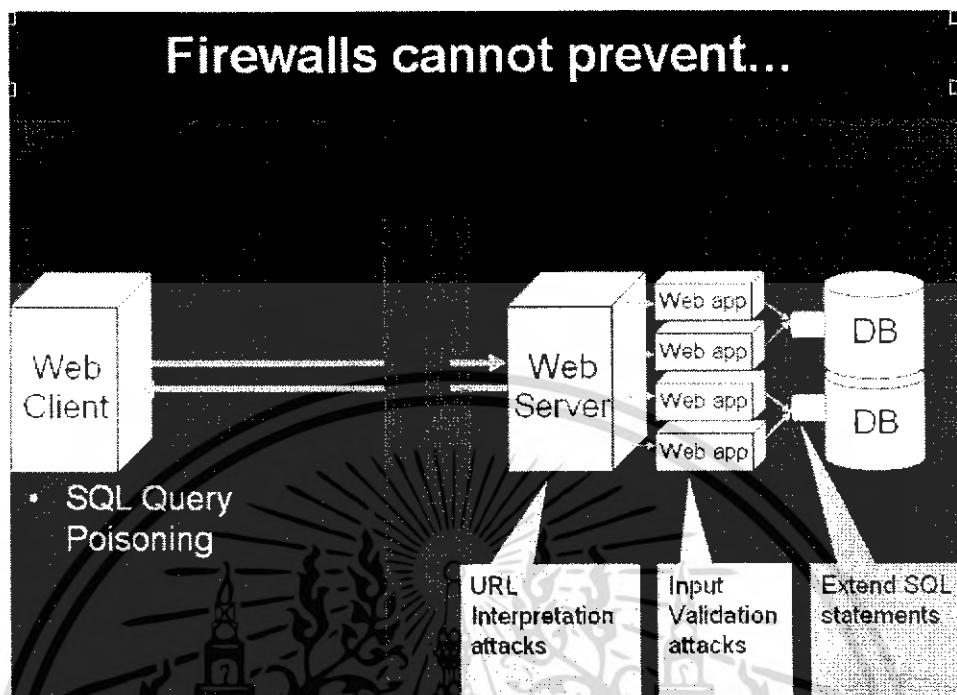 Firewalls cannot prevent...
Web
Client
Web
Server
Web app
Web app
Web app
Web app
DB
DB
• SQL Query
Poisoning
URL
Interpretation
attacks
Input
Validation
attacks
Extend SQL
statements